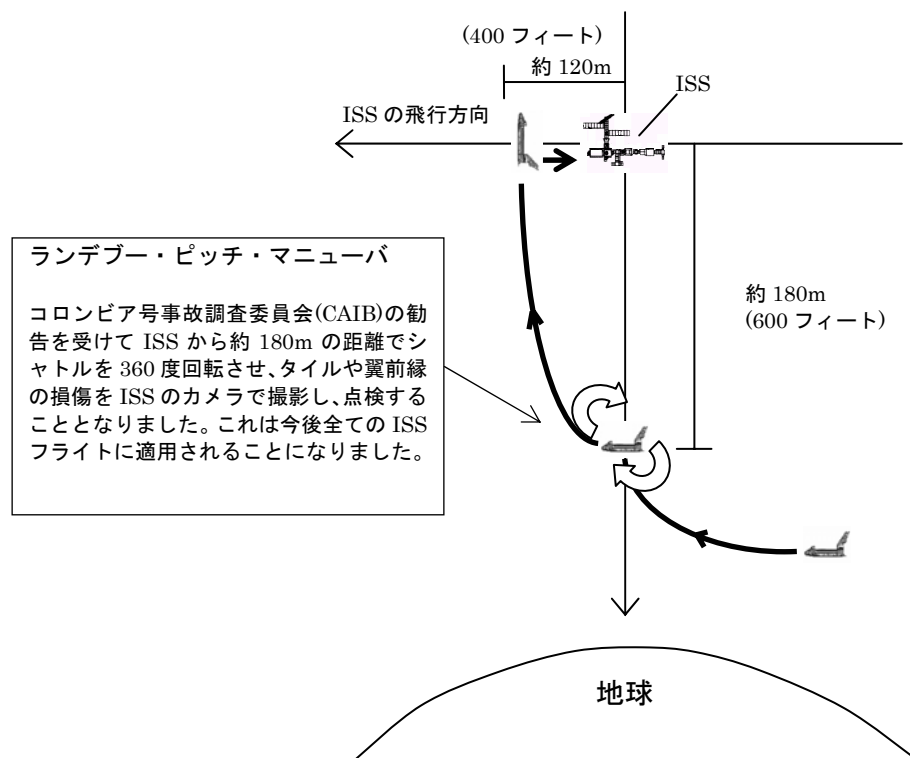 (400 フィート)
約 120m
ISS
ISS の飛行方向
ランデブー・ピッチ・マニューバ
コロンビア号事故調査委員会(CAIB)の勧
告を受けて ISS から約 180m の距離でシ
ャトルを 360 度回転させ、タイルや翼前縁
の損傷を ISS のカメラで撮影し、点検する
こととなりました。これは今後全ての ISS
フライトに適用されることになりました。
約 180m
(600 フィート)
地球